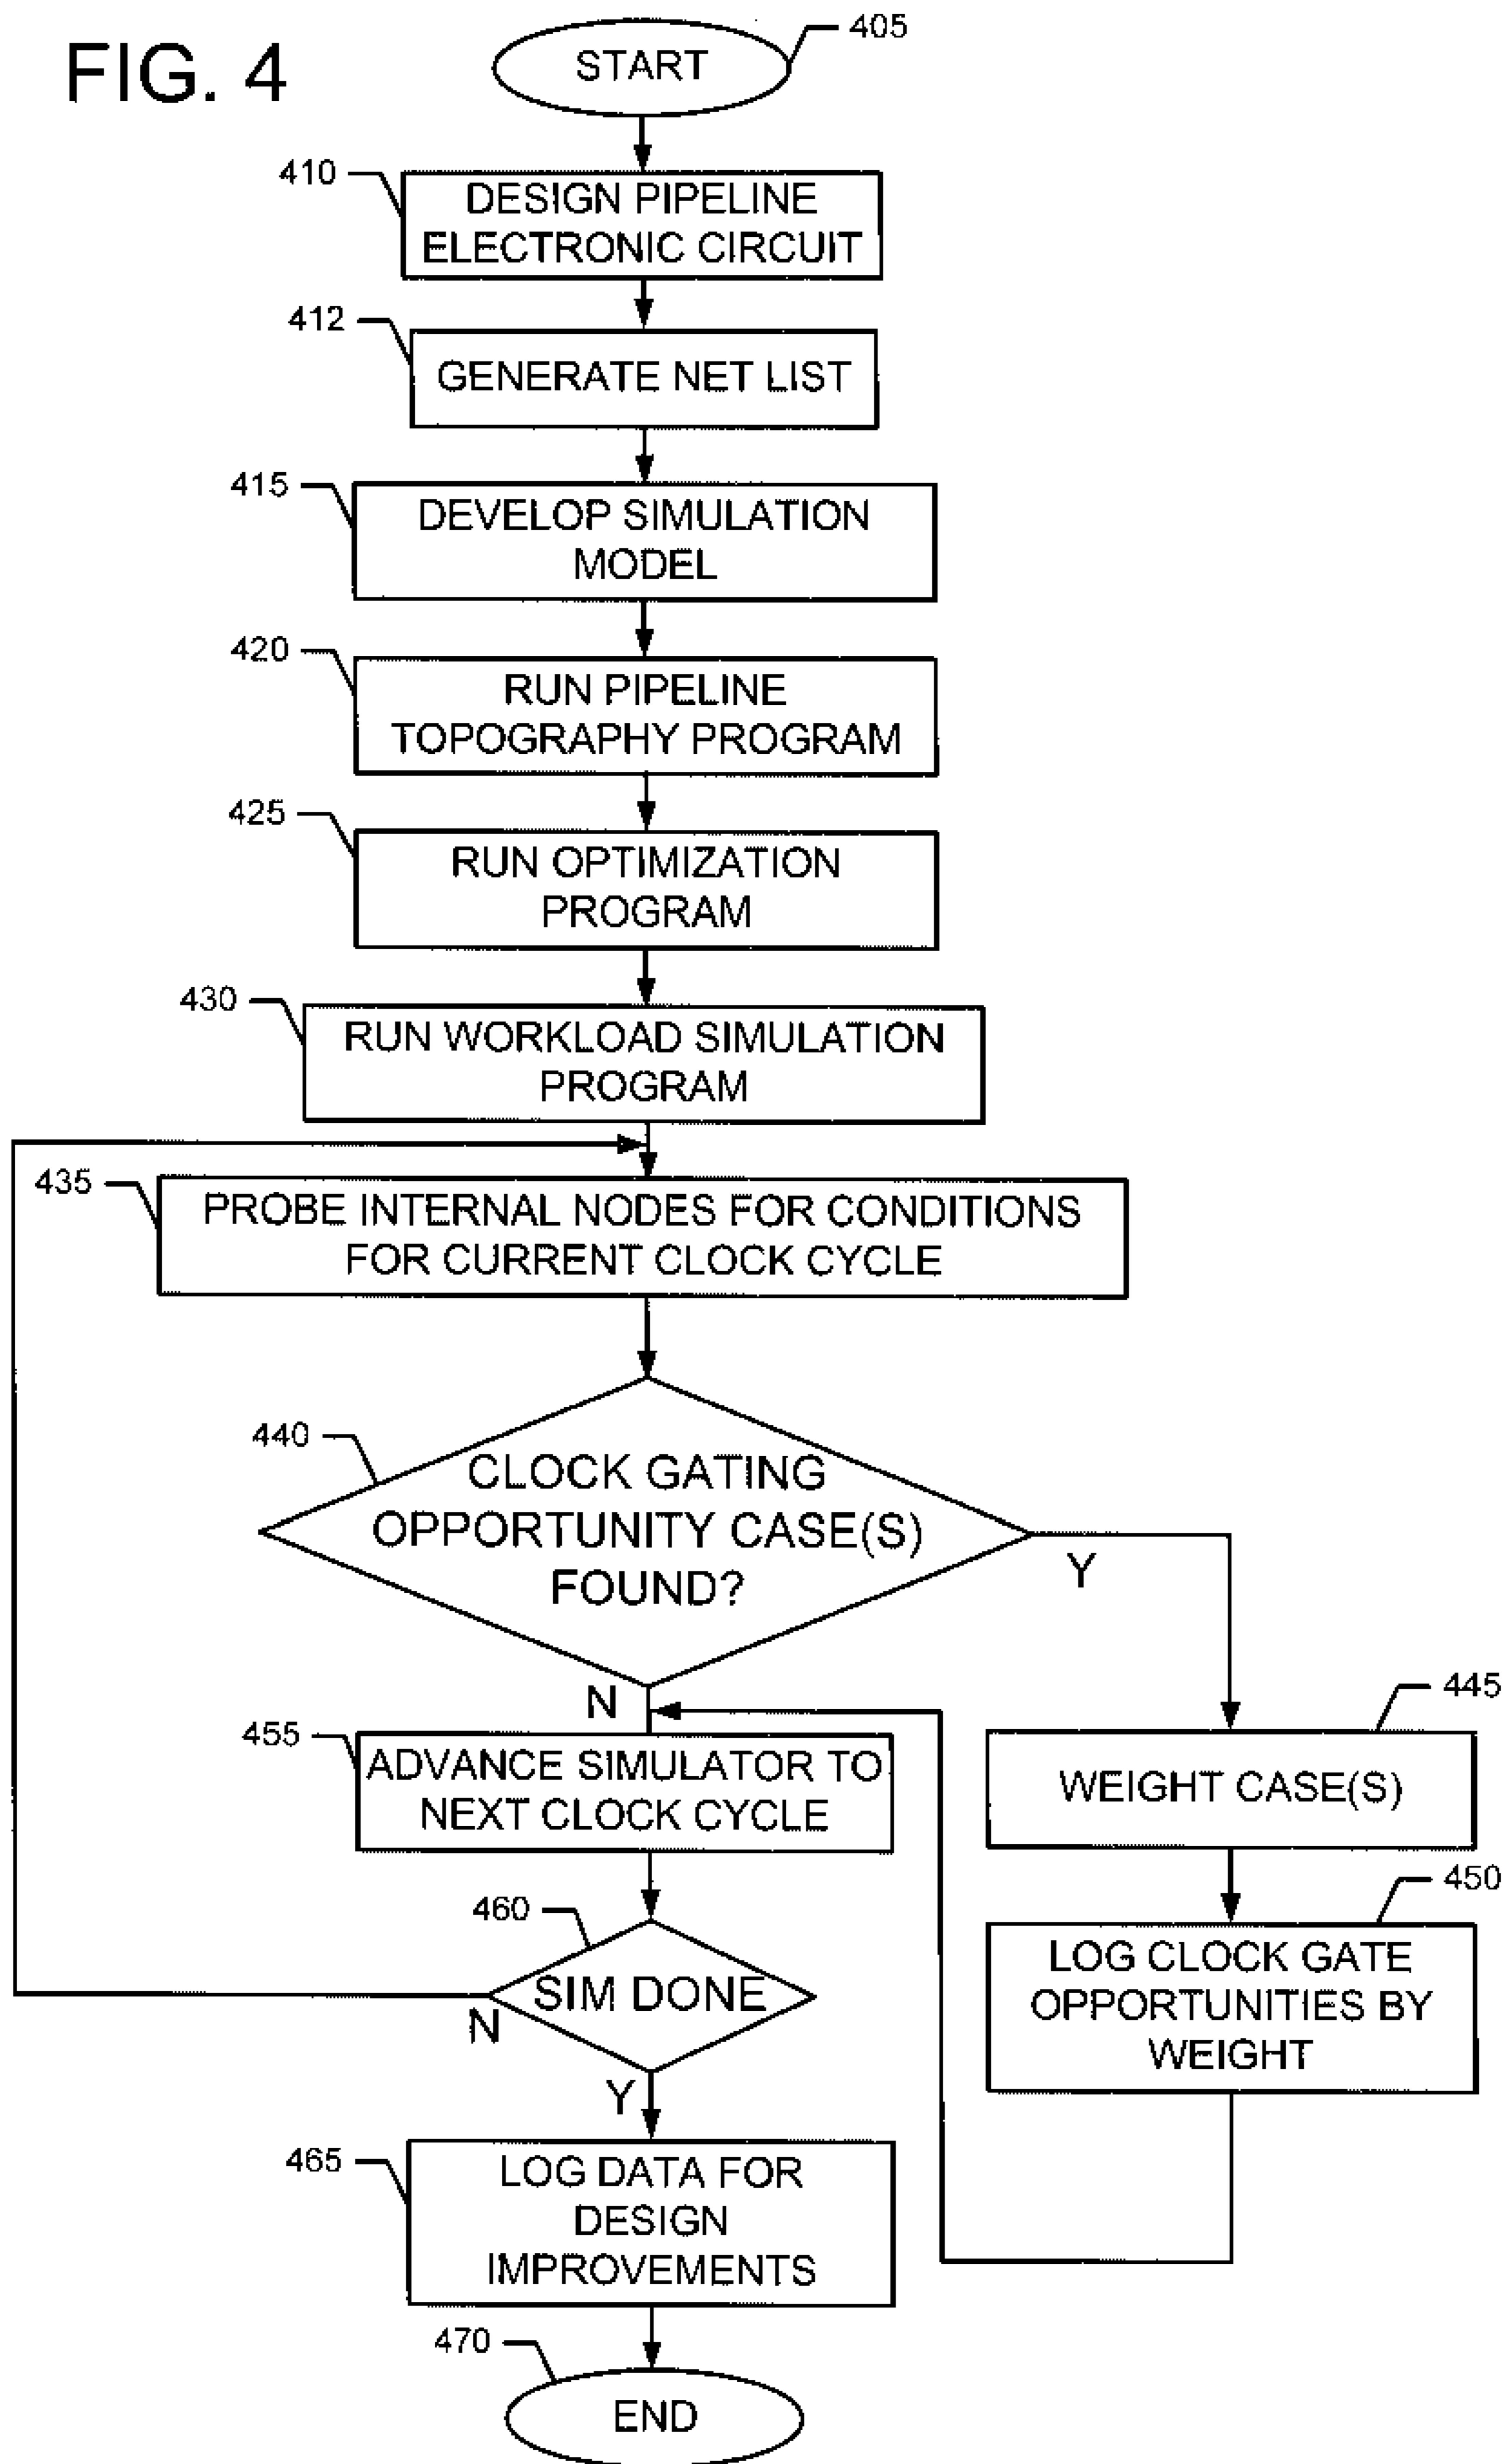 FIG. 4
START
405
410
DESIGN PIPELINE
ELECTRONIC CIRCUIT
412
GENERATE NET LIST
415
DEVELOP SIMULATION
MODEL
420
RUN PIPELINE
TOPOGRAPHY PROGRAM
425
RUN OPTIMIZATION
PROGRAM
430
RUN WORKLOAD SIMULATION
PROGRAM
435
PROBE INTERNAL NODES FOR CONDITIONS
FOR CURRENT CLOCK CYCLE
440
CLOCK GATING
OPPORTUNITY CASE(S)
FOUND?
Y
N
445
WEIGHT CASE(S)
450
LOG CLOCK GATE
OPPORTUNITIES BY
WEIGHT
455
ADVANCE SIMULATOR TO
NEXT CLOCK CYCLE
460
SIM DONE
N
Y
465
LOG DATA FOR
DESIGN
IMPROVEMENTS
470
END